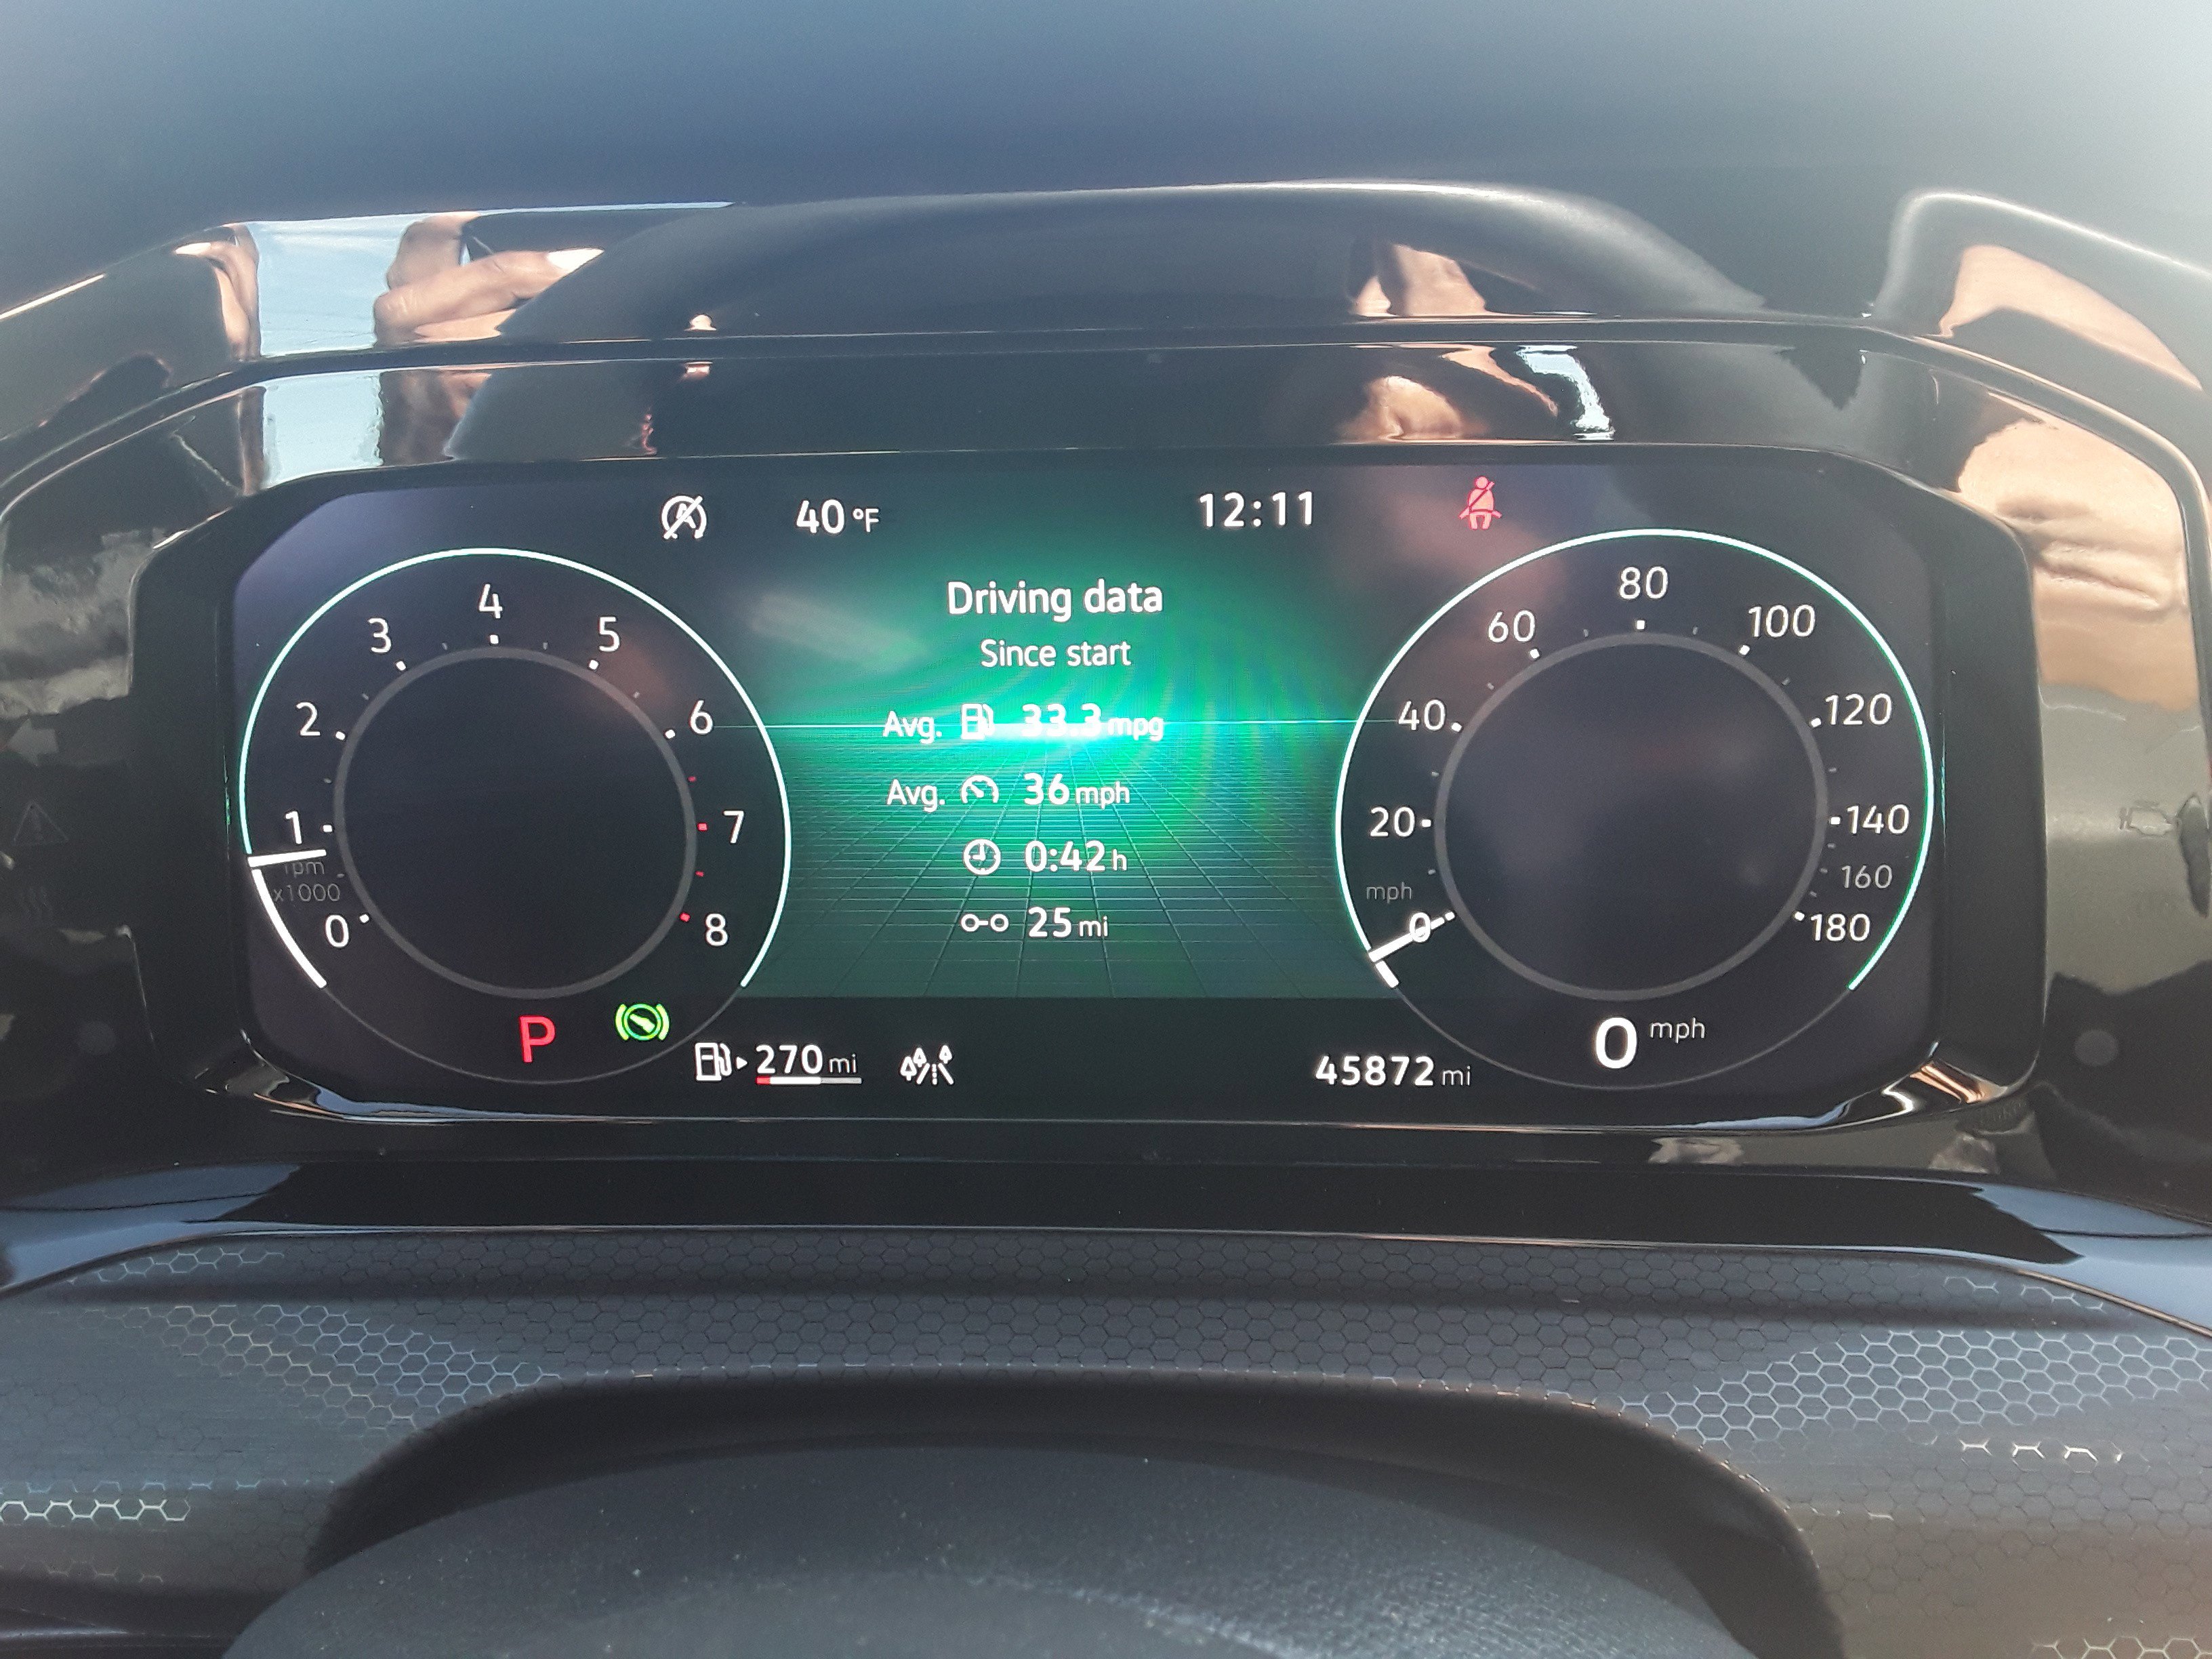 40 °F
12:11
Driving data
Since start
Avg. 33.3 mpg
Avg. 36 mph
0:42 h
25 mi
0
1
2
3
4
5
6
7
8
rpm
x1000
P
270 mi
45872 mi
0
20
40
60
80
100
120
140
160
180
mph
0 mph